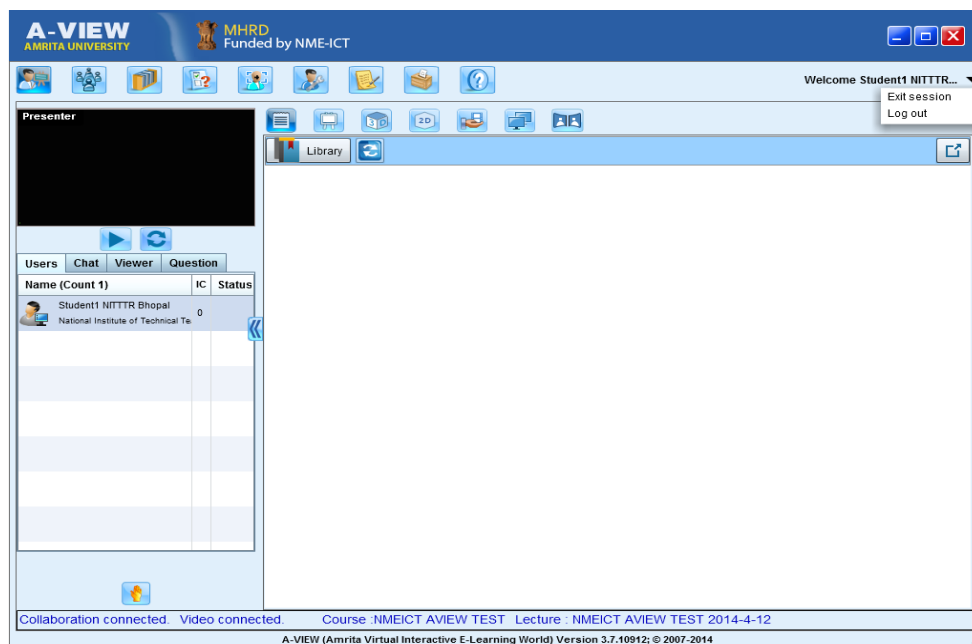 A-VIEW
AMRITA UNIVERSITY
MHRD
Funded by NME-ICT
Welcome Student1 NITTTR...
Exit session
Log out
Presenter
3D
2D
Library
Users Chat Viewer Question
Name (Count 1) IC Status
Student1 NITTTR Bhopal
National Institute of Technical Te
0
Collaboration connected. Video connected. Course :NMEICT AVIEW TEST Lecture : NMEICT AVIEW TEST 2014-4-12
A-VIEW (Amrita Virtual Interactive E-Learning World) Version 3.7.10912; © 2007-2014